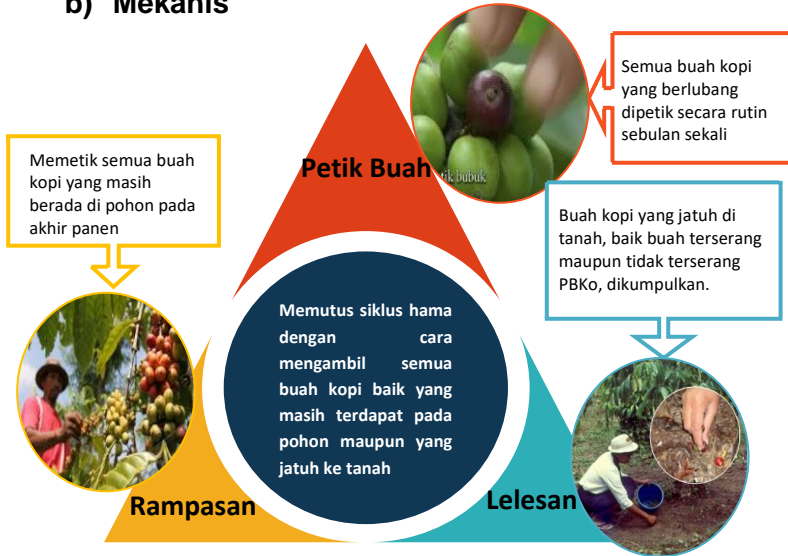 b) Mekanis
Semua buah kopi
yang berlubang
dipetik secara rutin
sebulan sekali
Petik Buah
tik bubuk
Memetik semua buah
kopi yang masih
berada di pohon pada
akhir panen
Buah kopi yang jatuh di
tanah, baik buah terserang
maupun tidak terserang
PBKo, dikumpulkan.
Memutus siklus hama
dengan cara
mengambil semua
buah kopi baik yang
masih terdapat pada
pohon maupun yang
jatuh ke tanah
Rampasan
Lelesan